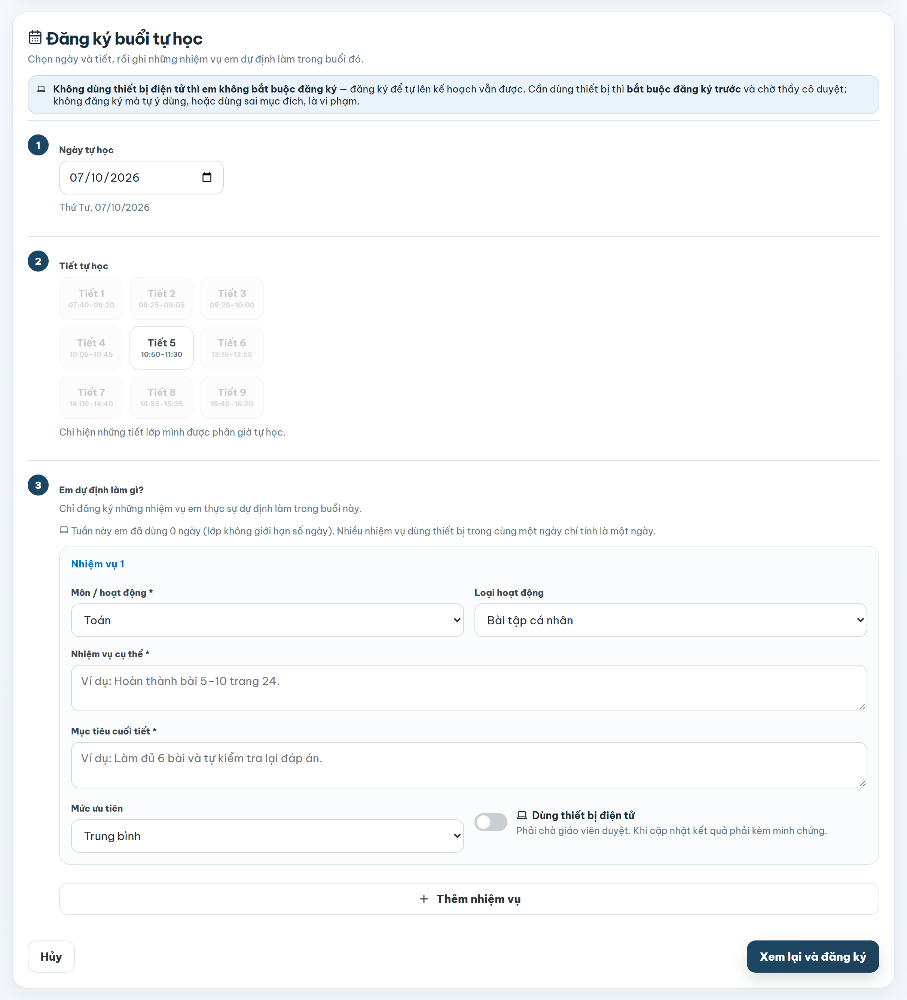 Đăng ký buổi tự học
Chọn ngày và tiết, rồi ghi những nhiệm vụ em dự định làm trong buổi đó.
Không dùng thiết bị điện tử thì em không bắt buộc đăng ký — đăng ký để tự lên kế hoạch vẫn được. Cần dùng thiết bị thì bắt buộc đăng ký trước và chờ thầy cô duyệt;
không đăng ký mà tự ý dùng, hoặc dùng sai mục đích, là vi phạm.
1
Ngày tự học
07/10/2026
Thứ Tư, 07/10/2026
2
Tiết tự học
Tiết 1 Tiết 2 Tiết 3
07:40–08:20 08:25–09:05 09:20–10:00
Tiết 4 Tiết 5 Tiết 6
10:05–10:45 10:50–11:30 13:15–13:55
Tiết 7 Tiết 8 Tiết 9
14:00–14:40 14:55–15:35 15:40–16:20
Chỉ hiện những tiết lớp mình được phân giờ tự học.
3
Em dự định làm gì?
Chỉ đăng ký những nhiệm vụ em thực sự dự định làm trong buổi này.
Tuần này em đã dùng 0 ngày (lớp không giới hạn số ngày). Nhiều nhiệm vụ dùng thiết bị trong cùng một ngày chỉ tính là một ngày.
Nhiệm vụ 1
Môn / hoạt động * Loại hoạt động
Toán Bài tập cá nhân
Nhiệm vụ cụ thể *
Ví dụ: Hoàn thành bài 5–10 trang 24.
Mục tiêu cuối tiết *
Ví dụ: Làm đủ 6 bài và tự kiểm tra lại đáp án.
Mức ưu tiên
Trung bình
Dùng thiết bị điện tử
Phải chờ giáo viên duyệt. Khi cập nhật kết quả phải kèm minh chứng.
+ Thêm nhiệm vụ
Hủy Xem lại và đăng ký